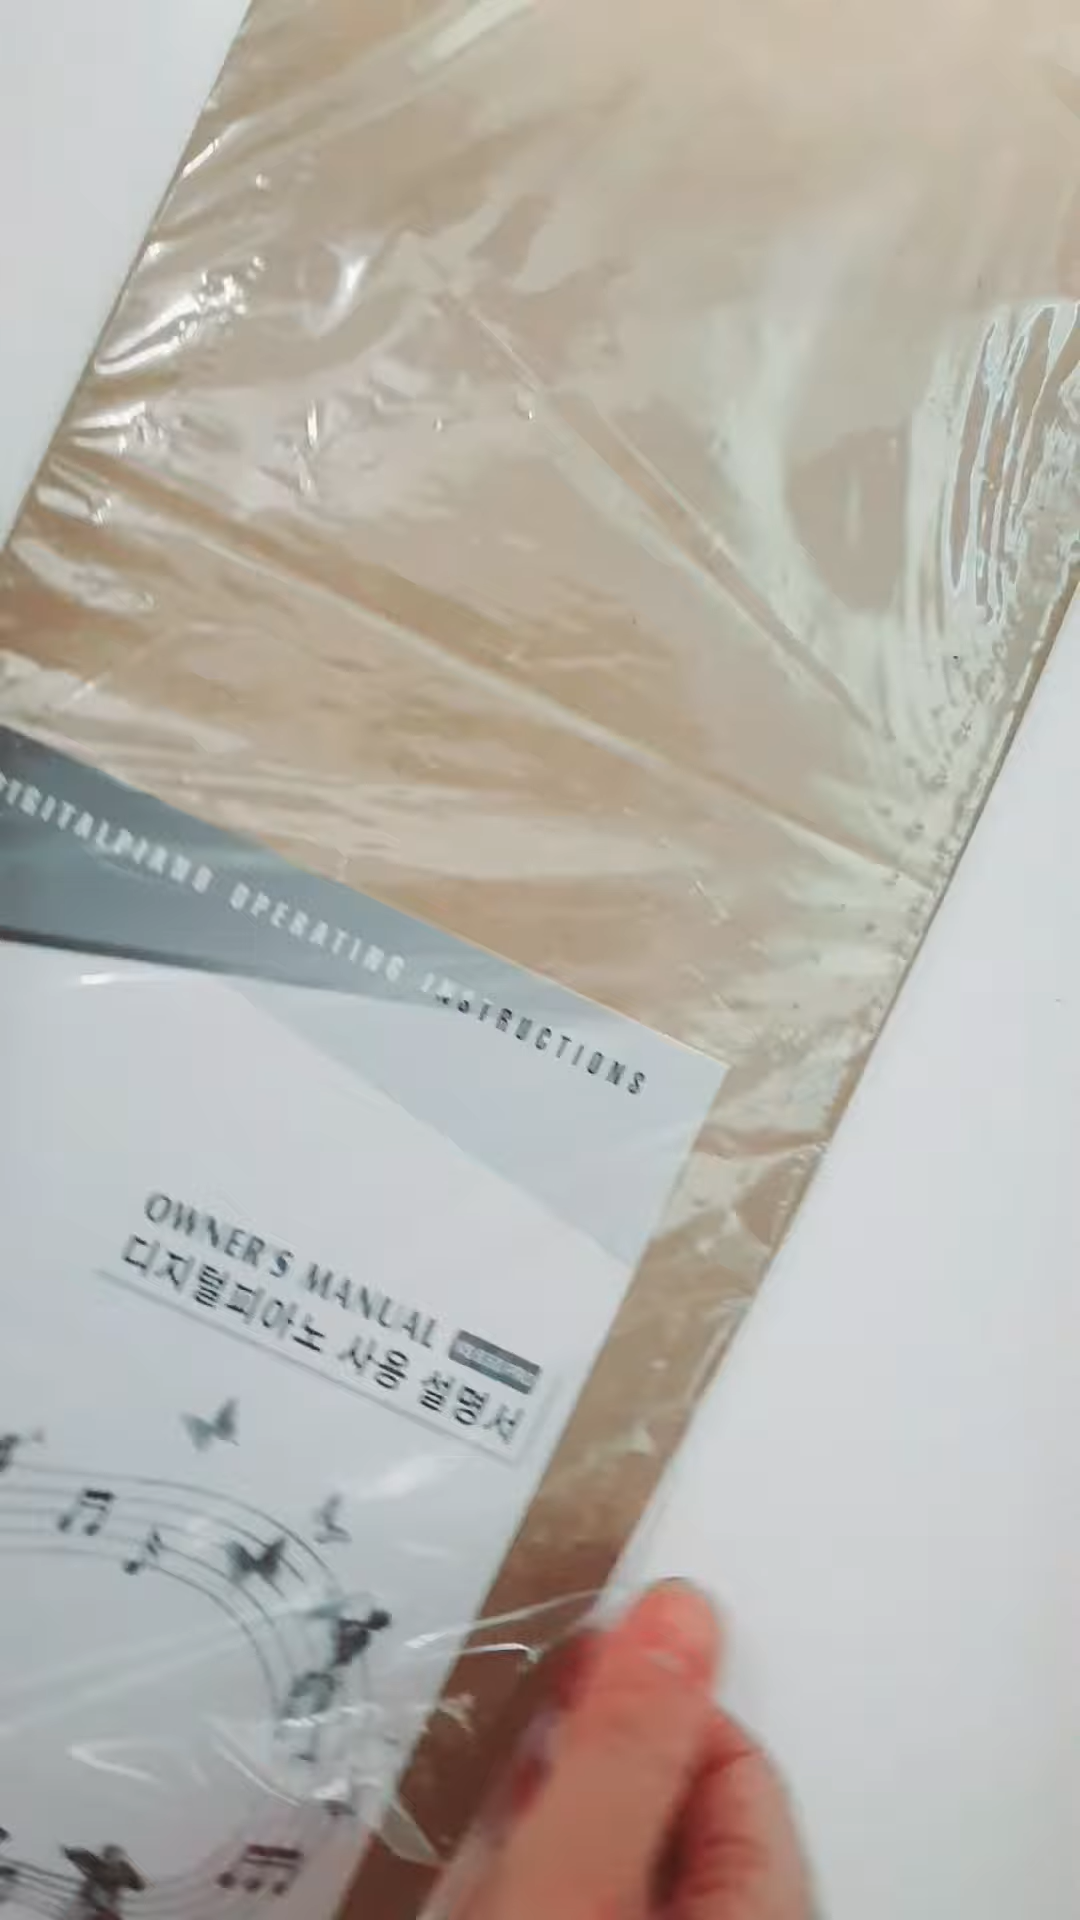 DIGITALPIANO OPERATING INSTRUCTIONS
OWNER'S MANUAL
디지털피아노 사용 설명서